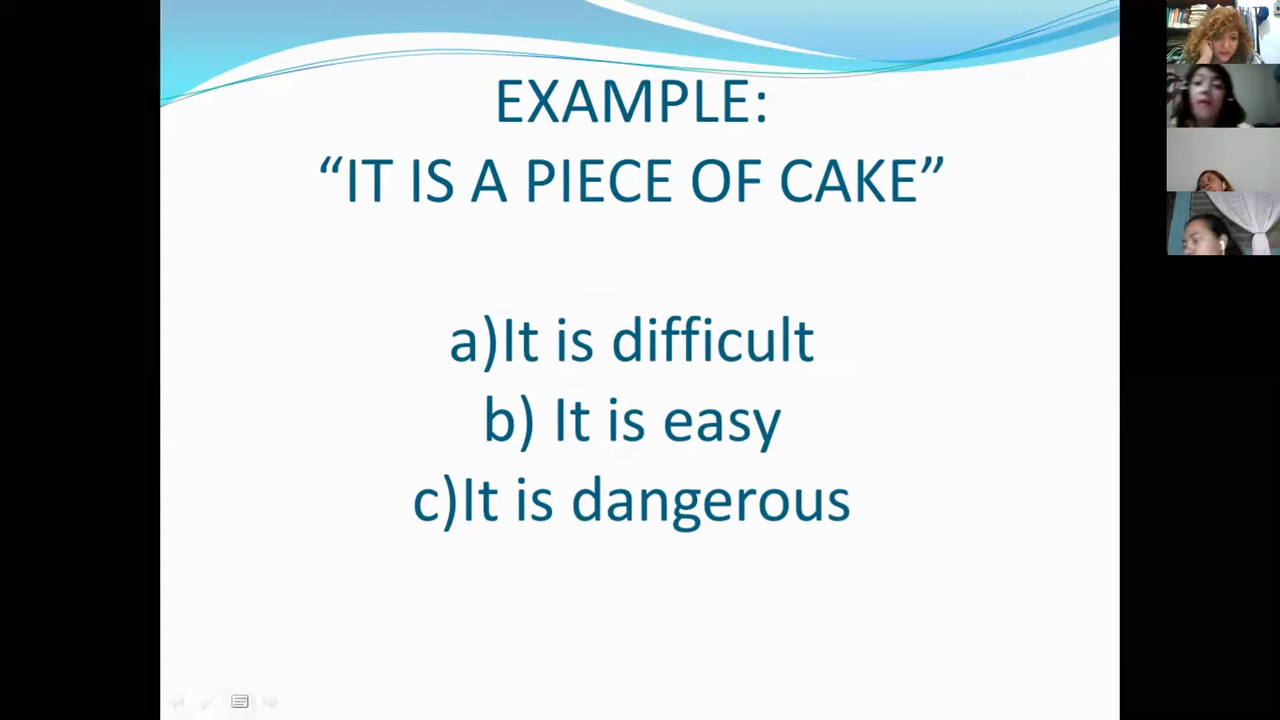 EXAMPLE:
“IT IS A PIECE OF CAKE”
a)It is difficult
b) It is easy
c)It is dangerous